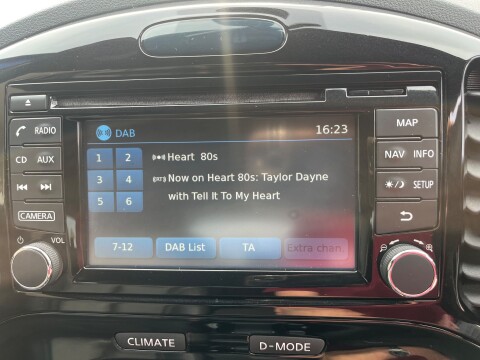 DAB 16:23
1 2 Heart 80s
3 4 Now on Heart 80s: Taylor Dayne
with Tell It To My Heart
5 6
7-12 DAB List TA Extra chan.
RADIO
CD AUX
CAMERA
VOL
MAP
NAV INFO
SETUP
CLIMATE D-MODE